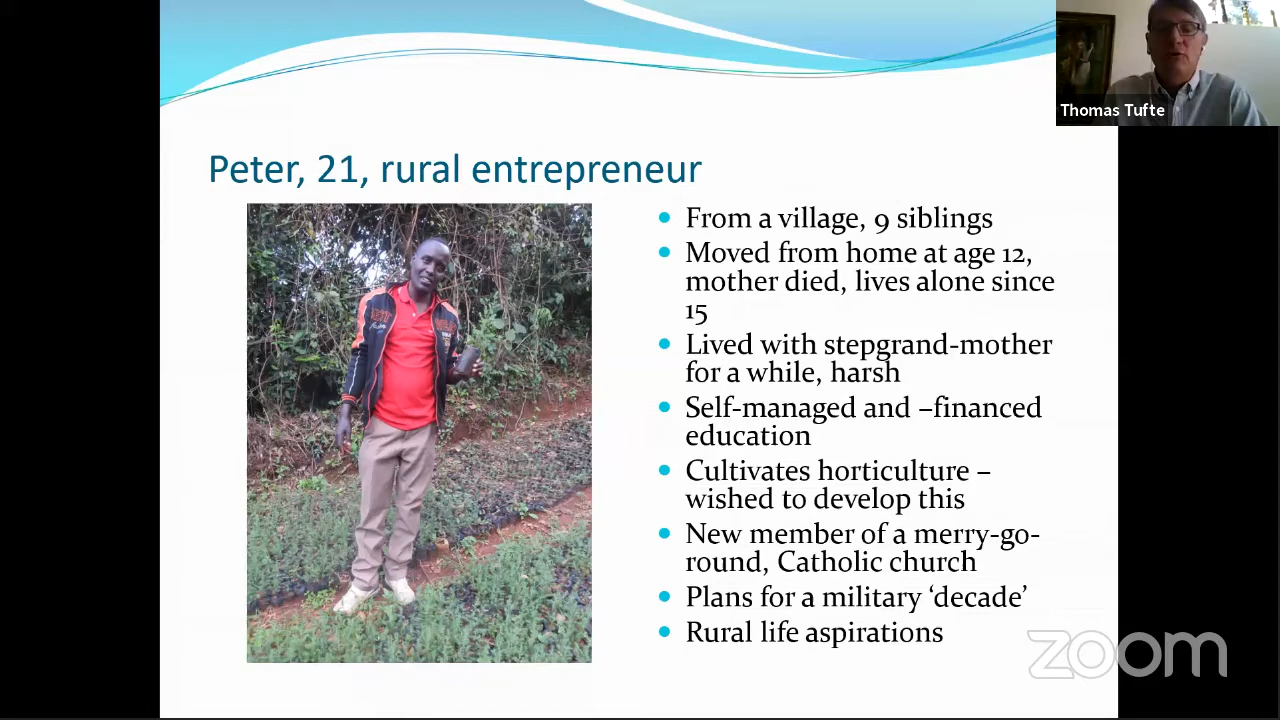 Thomas Tufte
Peter, 21, rural entrepreneur
From a village, 9 siblings
Moved from home at age 12,
mother died, lives alone since
15
Lived with stepgrand-mother
for a while, harsh
Self-managed and –financed
education
Cultivates horticulture –
wished to develop this
New member of a merry-go-
round, Catholic church
Plans for a military ‘decade’
Rural life aspirations
zoom